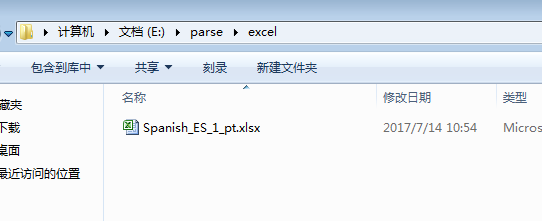 计算机 文档 (E:) parse excel
包含到库中 共享 刻录 新建文件夹
名称 修改日期 类型
藏夹
下载
桌面
最近访问的位置
Spanish_ES_1_pt.xlsx 2017/7/14 10:54 Micros